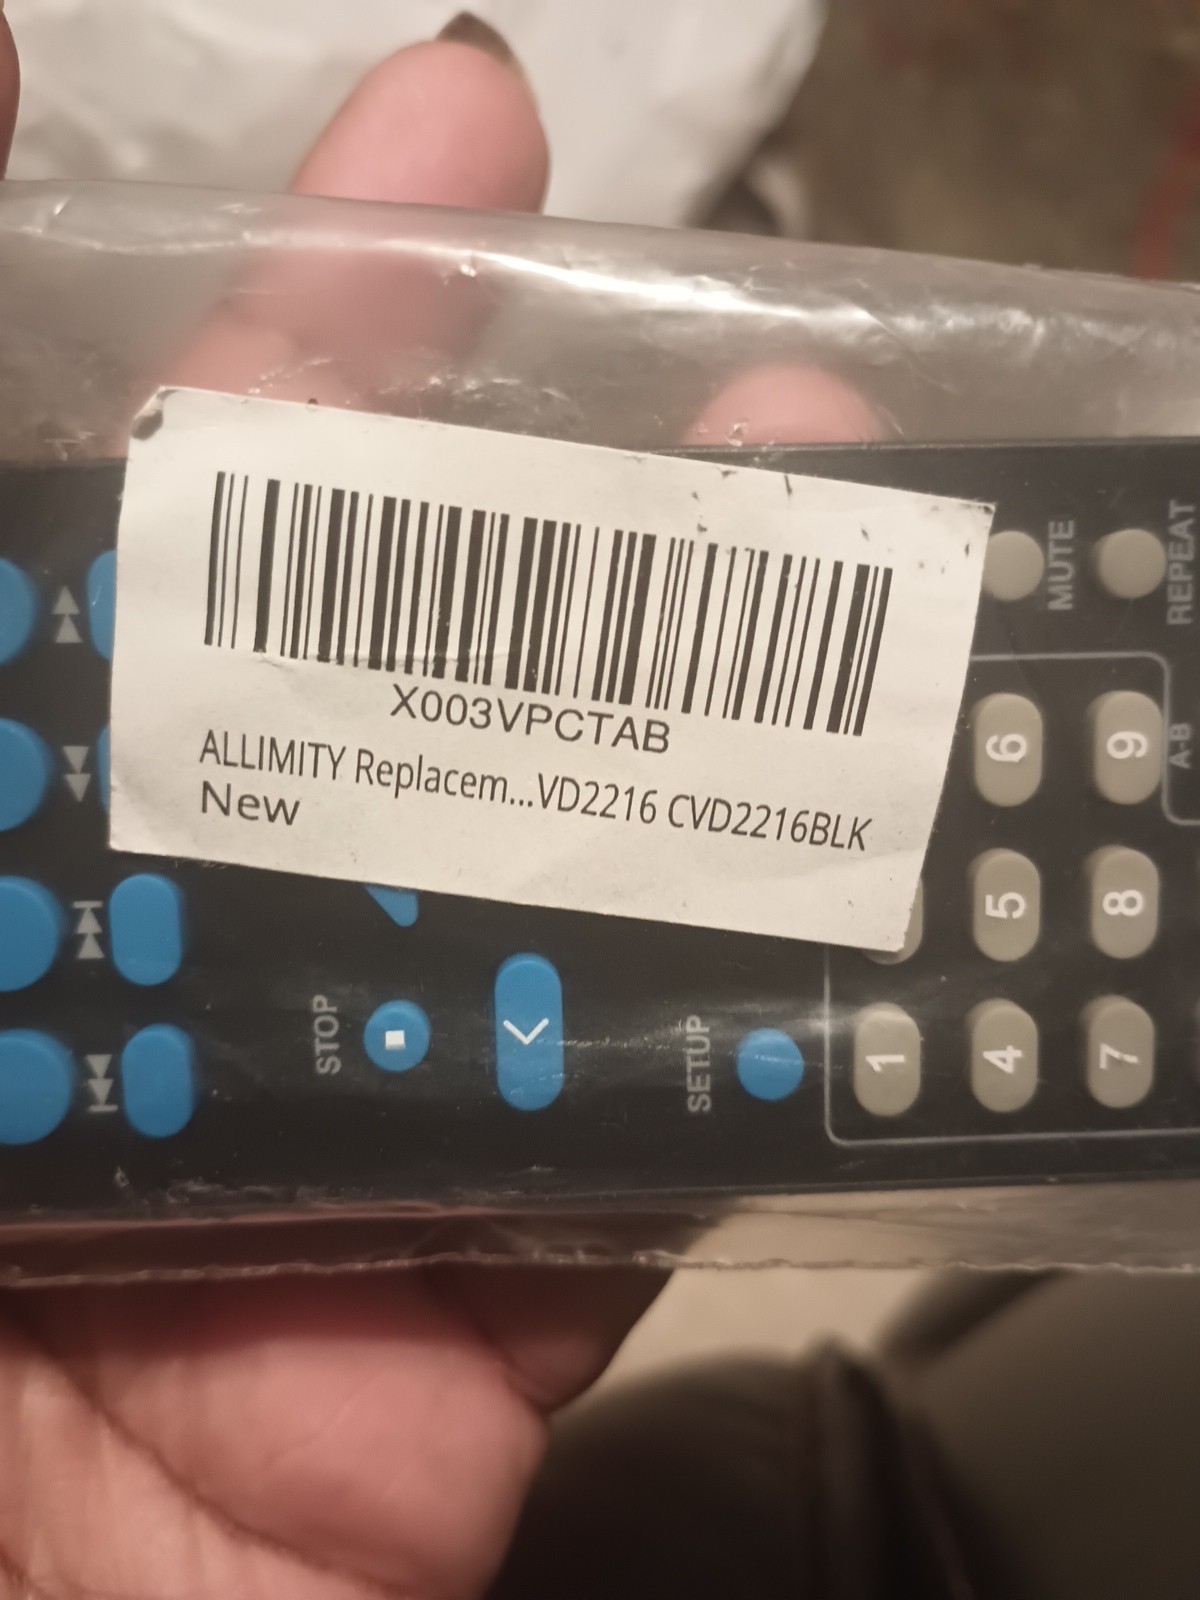 X003VPCTAB
ALLIMITY Replacem...VD2216 CVD2216BLK
New
MUTE
REPEAT
A-B
6
9
5
8
STOP
SETUP
1
4
7